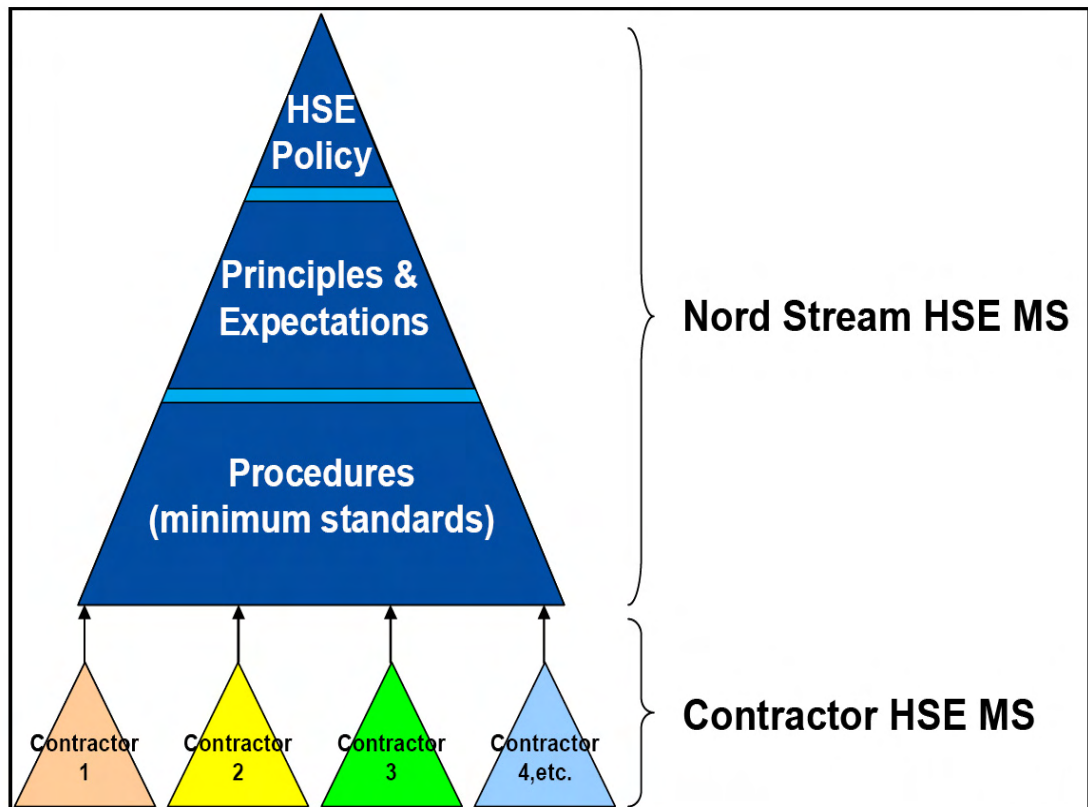 HSE
Policy
Principles &
Expectations
Nord Stream HSE MS
Procedures
(minimum standards)
Contractor
1
Contractor
2
Contractor
3
Contractor
4,etc.
Contractor HSE MS